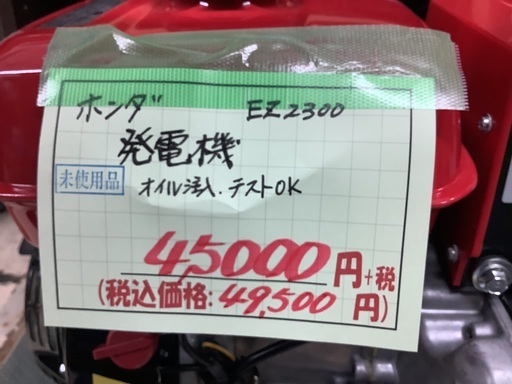 ホンダ EZ2300
発電機
未使用品 オイル注入.テストOK
45000円+税
(税込価格:49,500円)